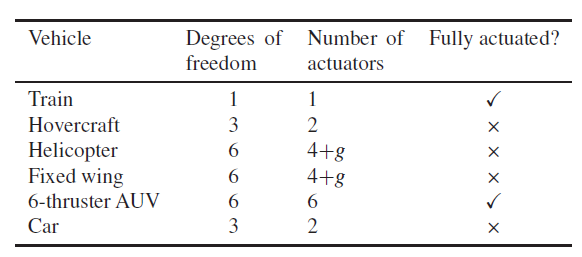 Vehicle Degrees of freedom Number of actuators Fully actuated?
Train 1 1 ✓
Hovercraft 3 2 ×
Helicopter 6 4+g ×
Fixed wing 6 4+g ×
6-thruster AUV 6 6 ✓
Car 3 2 ×